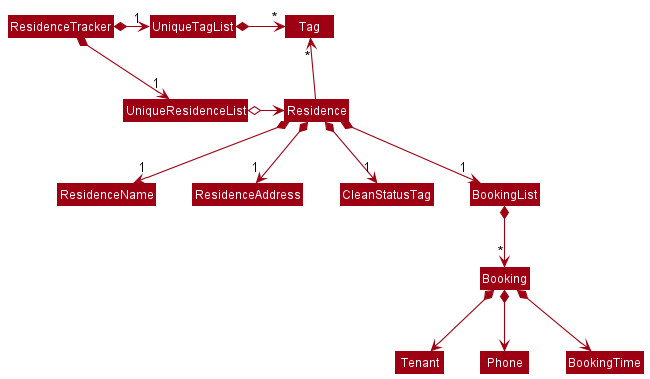 ResidenceTracker
1
UniqueTagList
*
Tag
*
1
UniqueResidenceList
Residence
1
1
1
1
ResidenceName
ResidenceAddress
CleanStatusTag
BookingList
*
Booking
Tenant
Phone
BookingTime